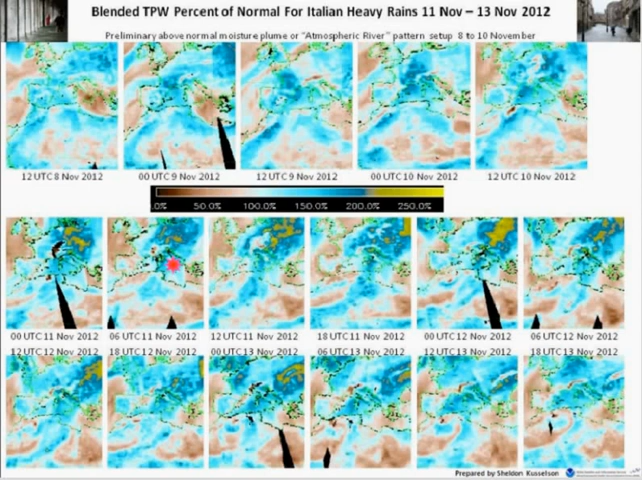 Blended TPW Percent of Normal For Italian Heavy Rains 11 Nov – 13 Nov 2012
Preliminary above normal moisture plume or "Atmospheric River" pattern setup 8 to 10 November
12 UTC 8 Nov 2012 00 UTC 9 Nov 2012 12 UTC 9 Nov 2012 00 UTC 10 Nov 2012 12 UTC 10 Nov 2012
.0% 50.0% 100.0% 150.0% 200.0% 250.0%
00 UTC 11 Nov 2012 06 UTC 11 Nov 2012 12 UTC 11 Nov 2012 18 UTC 11 Nov 2012 00 UTC 12 Nov 2012 06 UTC 12 Nov 2012
12 UTC 12 Nov 2012 18 UTC 12 Nov 2012 00 UTC 13 Nov 2012 06 UTC 13 Nov 2012 12 UTC 13 Nov 2012 18 UTC 13 Nov 2012
Prepared by Sheldon Kusselson